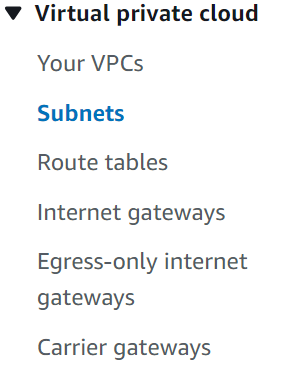 Virtual private cloud
Your VPCs
Subnets
Route tables
Internet gateways
Egress-only internet
gateways
Carrier gateways